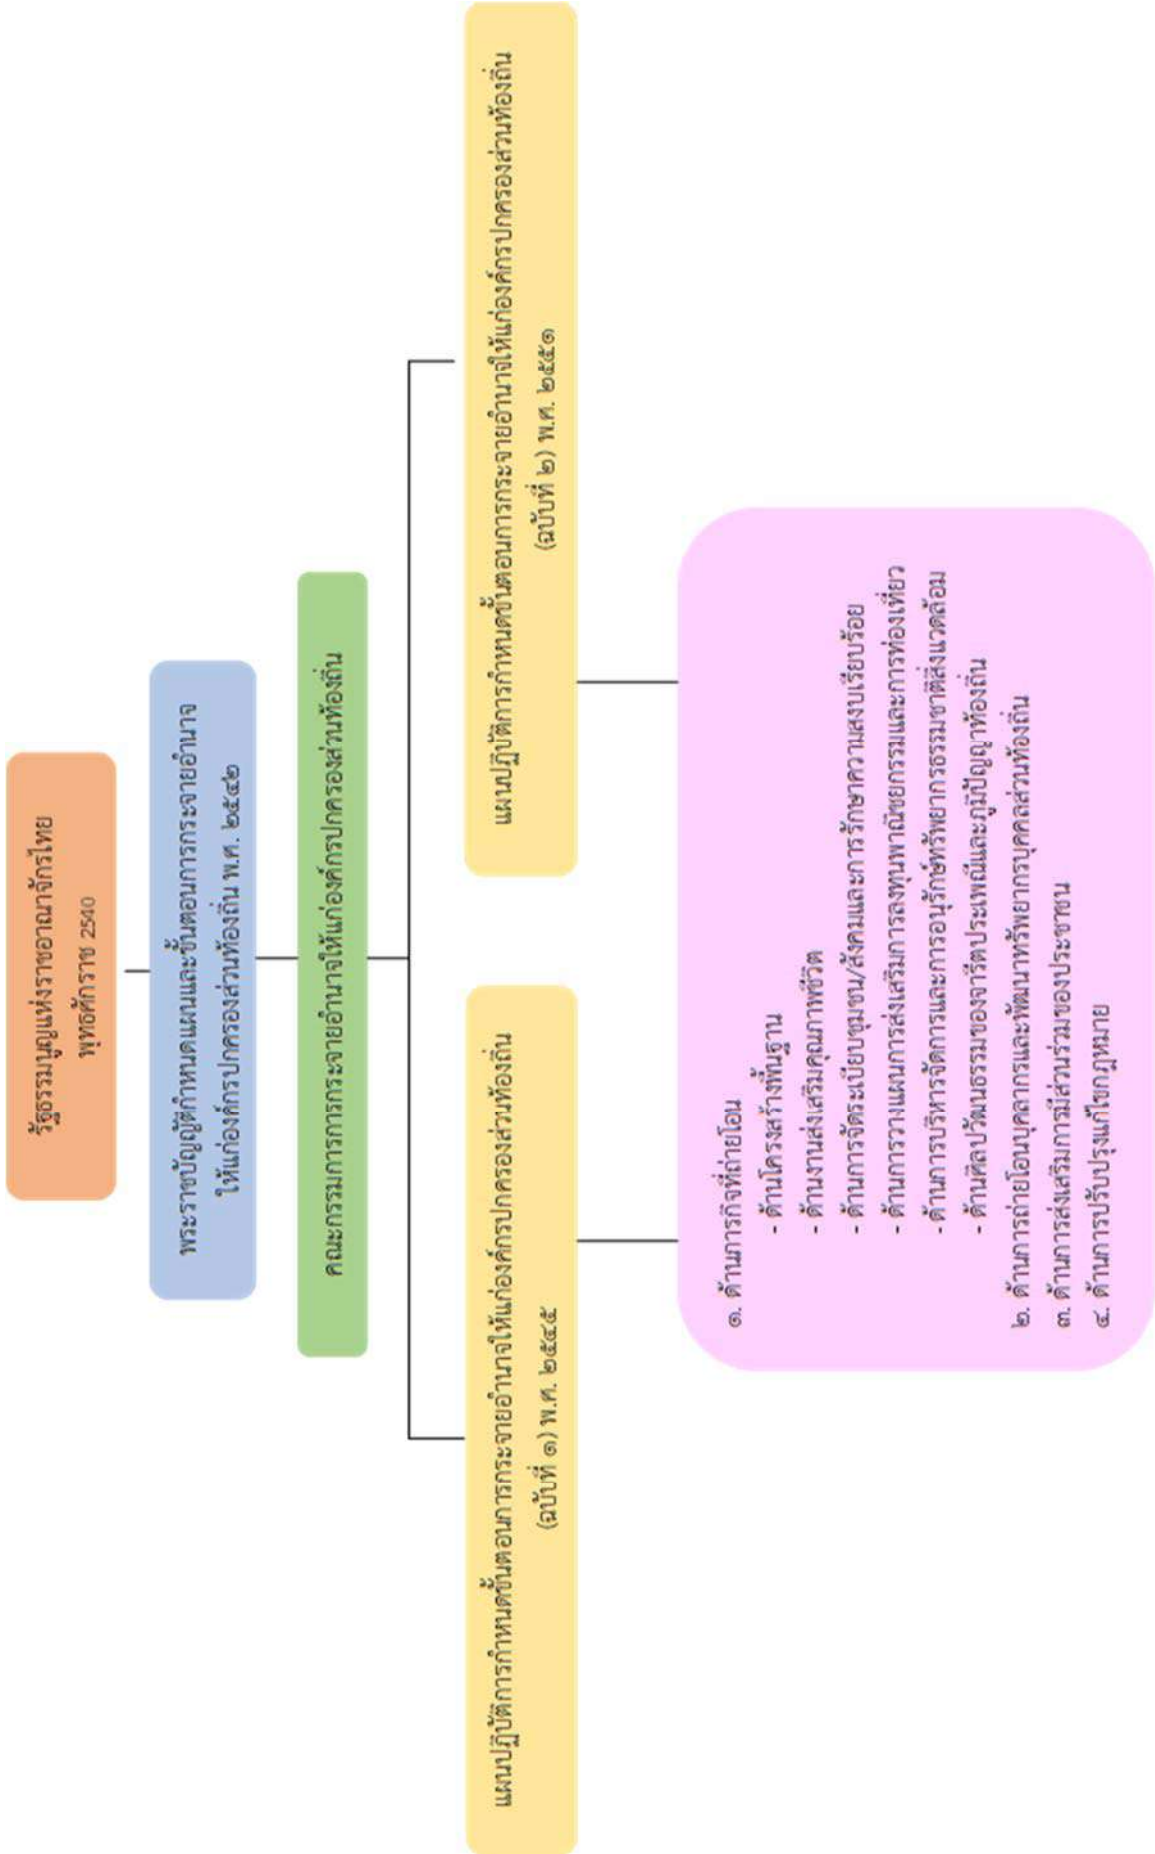 รัฐธรรมนูญแห่งราชอาณาจักรไทย
พุทธศักราช 2540
พระราชบัญญัติกำหนดแผนและขั้นตอนการกระจายอำนาจ
ให้แก่องค์กรปกครองส่วนท้องถิ่น พ.ศ. ๒๕๔๒
คณะกรรมการการกระจายอำนาจให้แก่องค์กรปกครองส่วนท้องถิ่น
แผนปฏิบัติการกำหนดขั้นตอนการกระจายอำนาจให้แก่องค์กรปกครองส่วนท้องถิ่น
(ฉบับที่ ๑) พ.ศ. ๒๕๔๕
แผนปฏิบัติการกำหนดขั้นตอนการกระจายอำนาจให้แก่องค์กรปกครองส่วนท้องถิ่น
(ฉบับที่ ๒) พ.ศ. ๒๕๕๑
๑. ด้านภารกิจที่ถ่ายโอน
- ด้านโครงสร้างพื้นฐาน
- ด้านงานส่งเสริมคุณภาพชีวิต
- ด้านการจัดระเบียบชุมชน/สังคมและการรักษาความสงบเรียบร้อย
- ด้านการวางแผนการส่งเสริมการลงทุนพาณิชยกรรมและการท่องเที่ยว
- ด้านการบริหารจัดการและการอนุรักษ์ทรัพยากรธรรมชาติสิ่งแวดล้อม
- ด้านศิลปวัฒนธรรมของจารีตประเพณีและภูมิปัญญาท้องถิ่น
๒. ด้านการถ่ายโอนบุคลากรและพัฒนาทรัพยากรบุคคลส่วนท้องถิ่น
๓. ด้านการส่งเสริมการมีส่วนร่วมของประชาชน
๔. ด้านการปรับปรุงแก้ไขกฎหมาย